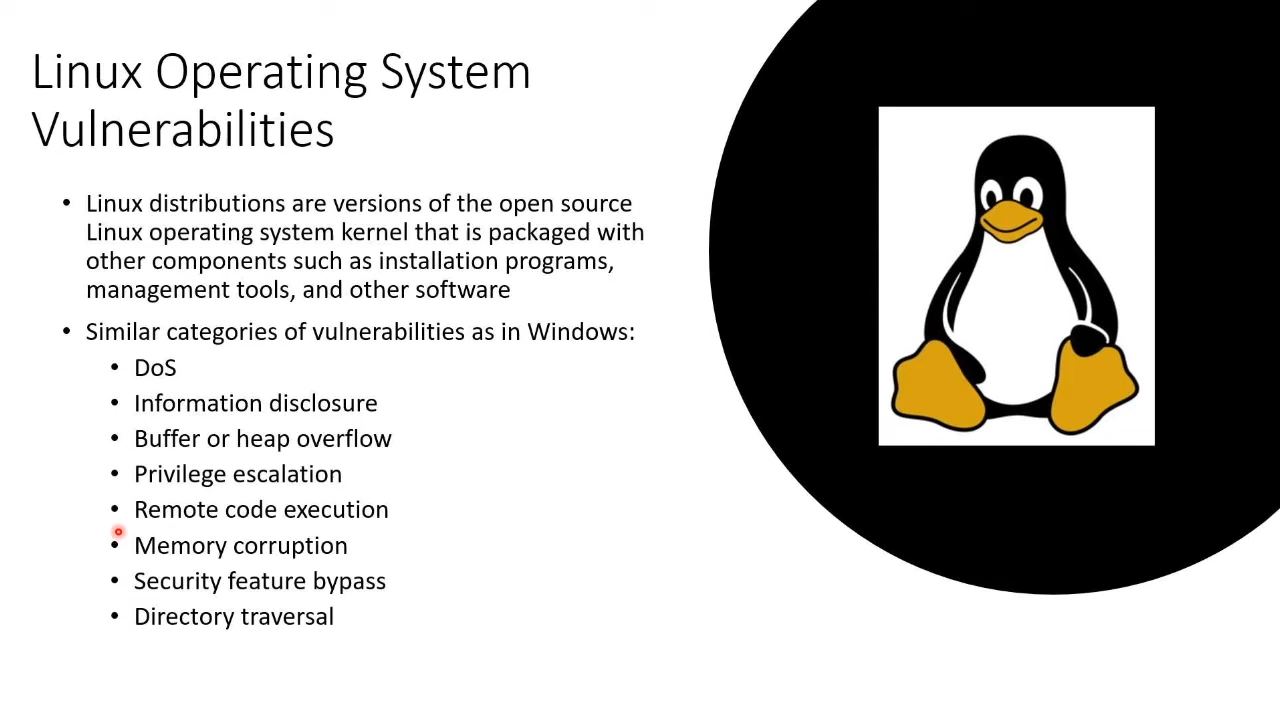 Linux Operating System
Vulnerabilities
• Linux distributions are versions of the open source
Linux operating system kernel that is packaged with
other components such as installation programs,
management tools, and other software
• Similar categories of vulnerabilities as in Windows:
• DoS
• Information disclosure
• Buffer or heap overflow
• Privilege escalation
• Remote code execution
• Memory corruption
• Security feature bypass
• Directory traversal